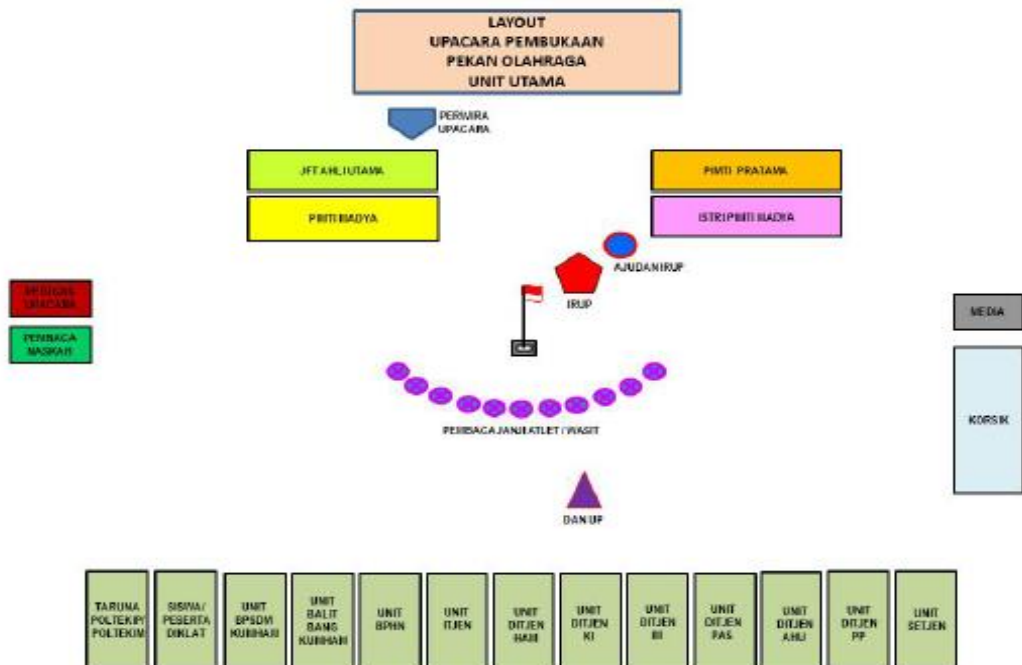 LAYOUT
UPACARA PEMBUKAAN
PEKAN OLAHRAGA
UNIT UTAMA
PERWIRA
UPACARA
JFT AHLI UTAMA
PIMTI PRATAMA
PIMTI MADYA
ISTRI PIMTI MADYA
AJUDAN IRUP
IRUP
PETUGAS
UPACARA
PEMBACA
NASKAH
MEDIA
KORSIK
PEMBACA JANJI ATLET / WASIT
DAN UP
TARUNA
POLTEKIP/
POLTEKIM
SISWA/
PESERTA
DIKLAT
UNIT
BPSDM
KUMHAM
UNIT
BALIT
BANG
KUMHAM
UNIT
BPHN
UNIT
ITJEN
UNIT
DITJEN
HAM
UNIT
DITJEN
KI
UNIT
DITJEN
IM
UNIT
DITJEN
PAS
UNIT
DITJEN
AHU
UNIT
DITJEN
PP
UNIT
SETJEN